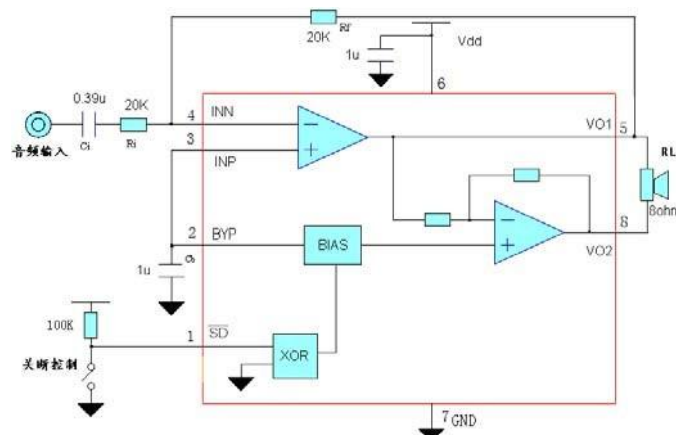 20K
Rf
1u
Vdd
6
0.39u
20K
4
INN
Ci
Ri
音频输入
3
INP
VO1
5
RL
8ohm
8
VO2
2
BYP
BIAS
1u
100K
1
SD
XOR
关断控制
7
GND